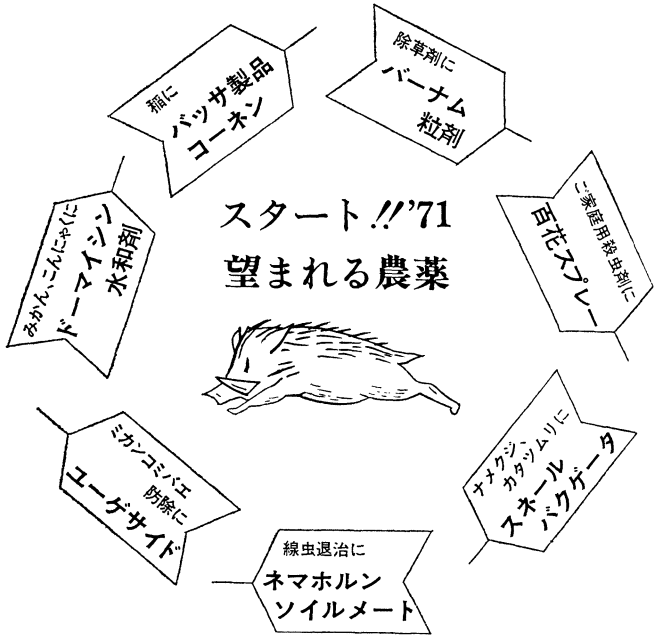 スタート!!'71
望まれる農薬
除草剤に
バーナム
粒剤
ご家庭用殺虫剤に
百花スプレー
ナメクジ、
カタツムリに
スネール
バクゲータ
線虫退治に
ネマホルン
ソイルメート
ミカンコミバエ
防除に
ユーゲサイド
みかん、こんにゃくに
ドーマイシン
水和剤
稲に
バッサ製品
コーネン